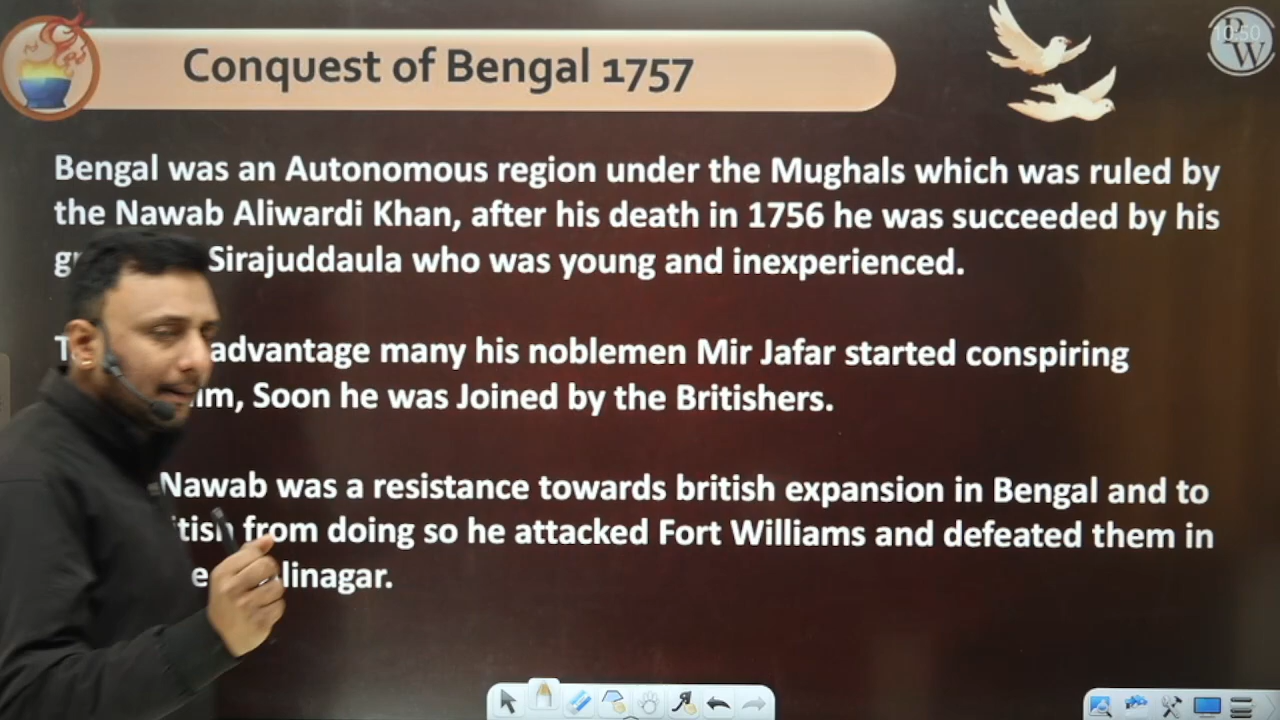 Conquest of Bengal 1757
10:50
PW
Bengal was an Autonomous region under the Mughals which was ruled by
the Nawab Aliwardi Khan, after his death in 1756 he was succeeded by his
Sirajuddaula who was young and inexperienced.
advantage many his noblemen Mir Jafar started conspiring
Soon he was Joined by the Britishers.
Nawab was a resistance towards british expansion in Bengal and to
from doing so he attacked Fort Williams and defeated them in